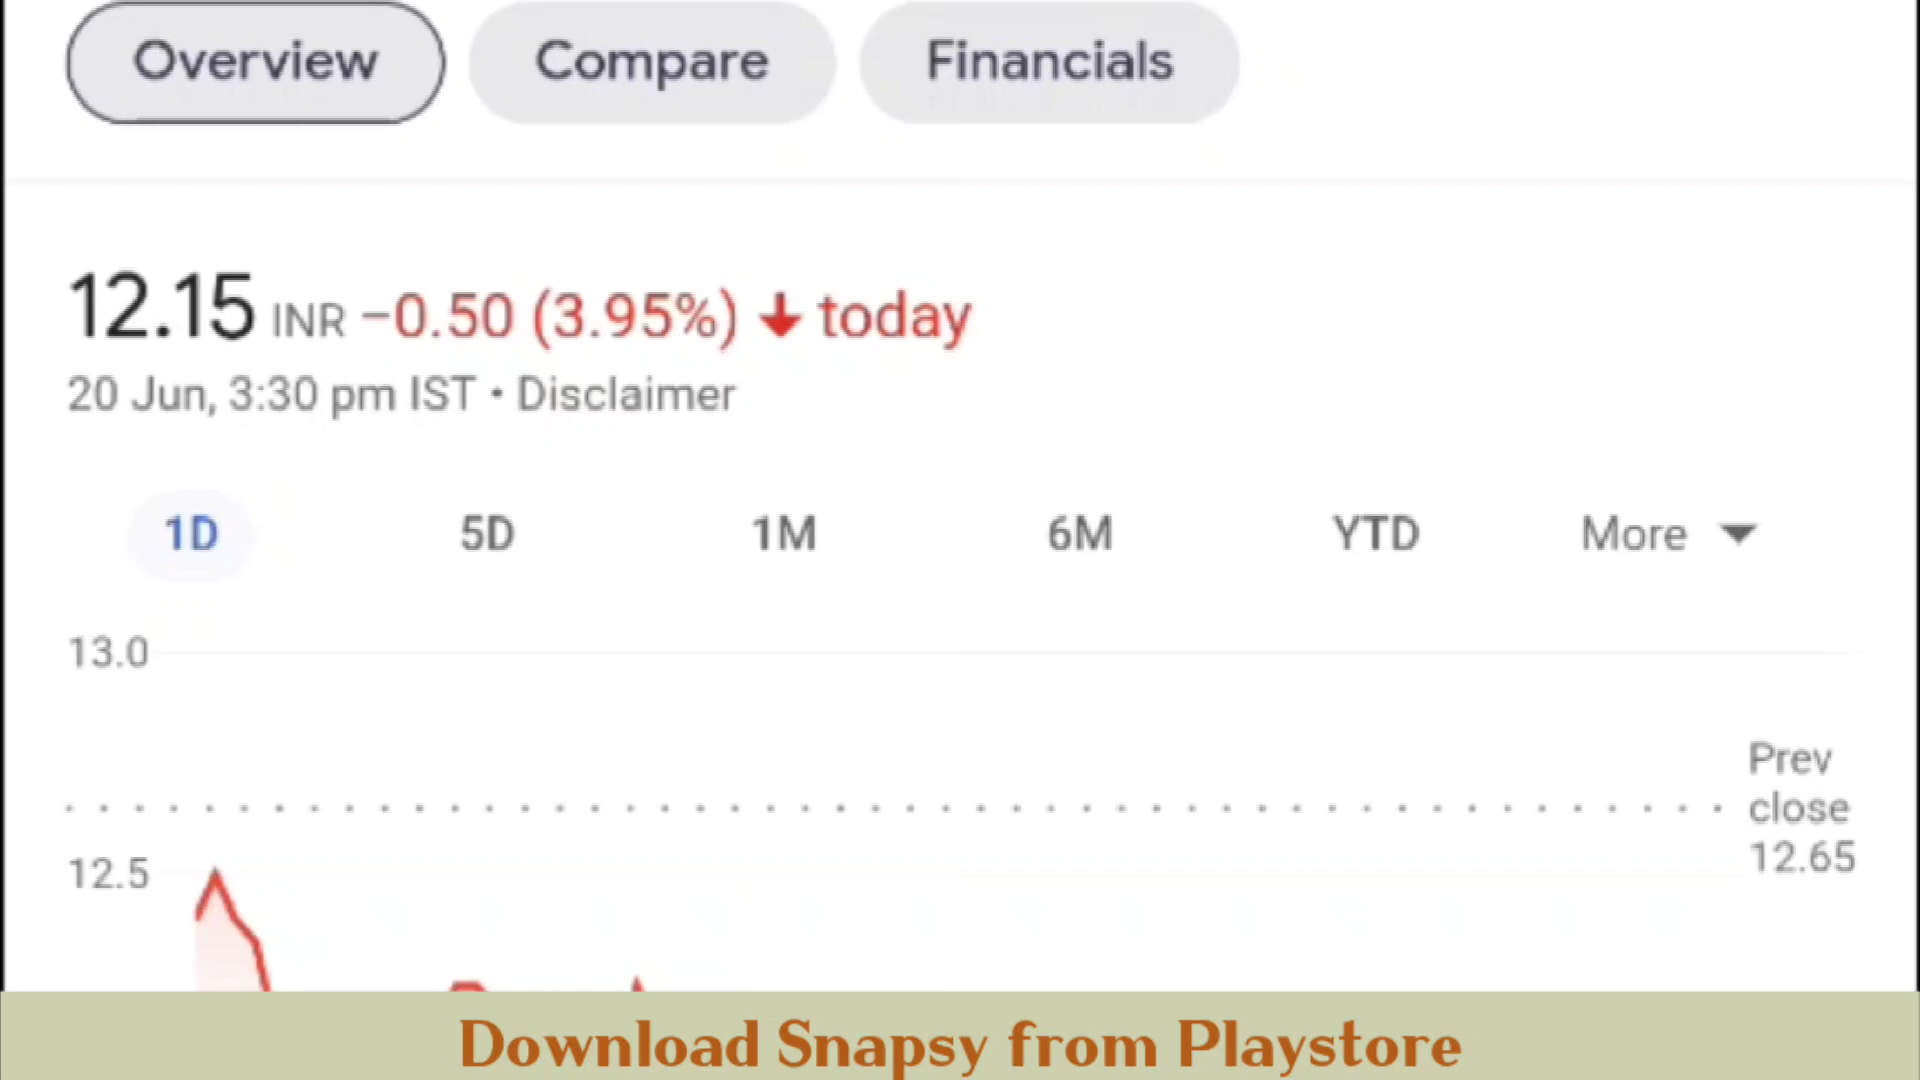 Overview Compare Financials
12.15 INR −0.50 (3.95%) ↓ today
20 Jun, 3:30 pm IST • Disclaimer
1D 5D 1M 6M YTD More
13.0
Prev
close
12.65
12.5
Download Snapsy from Playstore